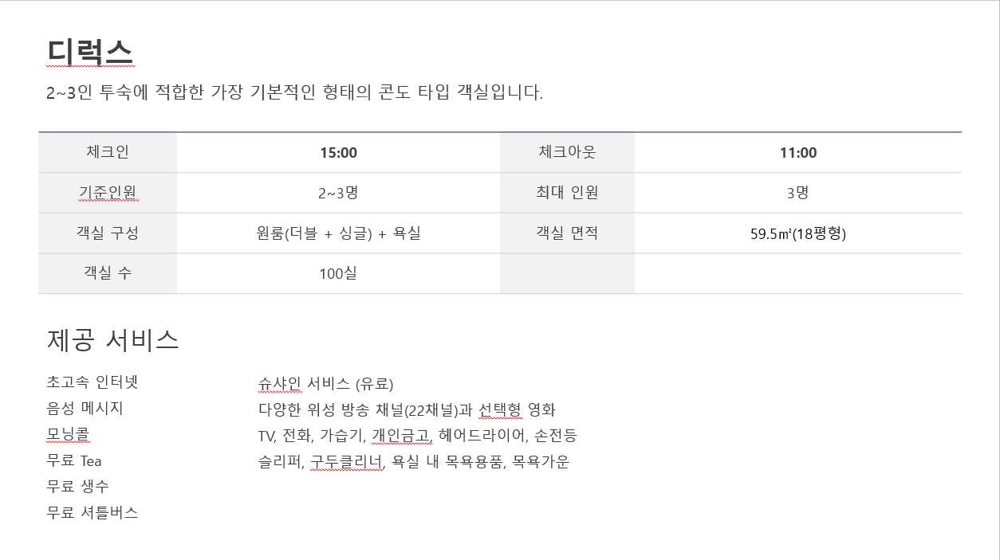 디럭스
2~3인 투숙에 적합한 가장 기본적인 형태의 콘도 타입 객실입니다.
체크인 15:00 체크아웃 11:00
기준인원 2~3명 최대 인원 3명
객실 구성 원룸(더블 + 싱글) + 욕실 객실 면적 59.5㎡(18평형)
객실 수 100실
제공 서비스
초고속 인터넷
음성 메시지
모닝콜
무료 Tea
무료 생수
무료 셔틀버스
슈샤인 서비스 (유료)
다양한 위성 방송 채널(22채널)과 선택형 영화
TV, 전화, 가습기, 개인금고, 헤어드라이어, 손전등
슬리퍼, 구두클리너, 욕실 내 목욕용품, 목욕가운